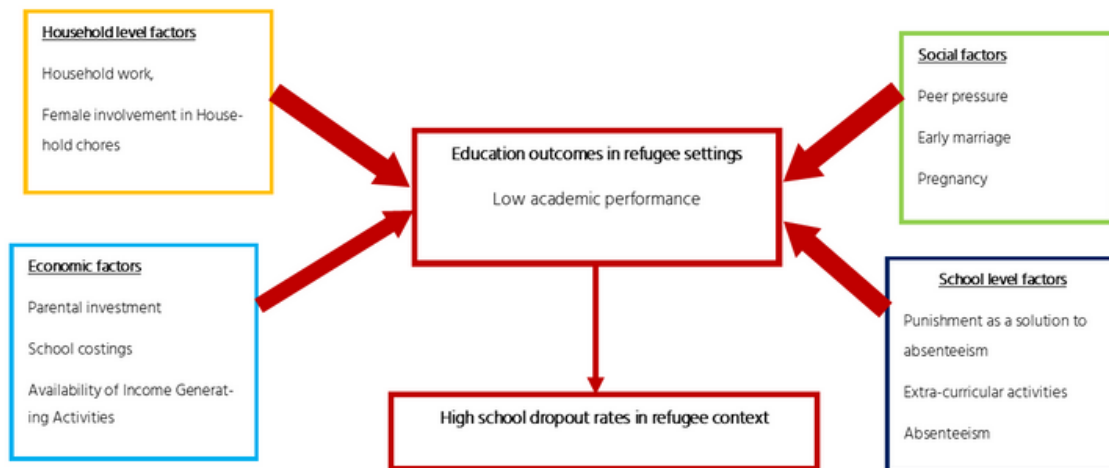 Household level factors
Household work,
Female involvement in House-
hold chores
Social factors
Peer pressure
Early marriage
Pregnancy
Education outcomes in refugee settings
Low academic performance
Economic factors
Parental investment
School costings
Availability of Income Generat-
ing Activities
School level factors
Punishment as a solution to
absenteeism
Extra-curricular activities
Absenteeism
High school dropout rates in refugee context